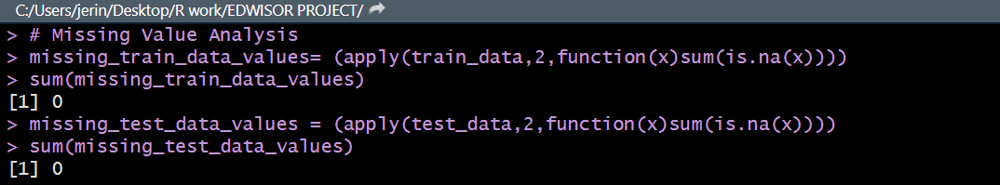 C:/Users/jerin/Desktop/R work/EDWISOR PROJECT/
> # Missing Value Analysis
> missing_train_data_values= (apply(train_data,2,function(x)sum(is.na(x))))
> sum(missing_train_data_values)
[1] 0
> missing_test_data_values = (apply(test_data,2,function(x)sum(is.na(x))))
> sum(missing_test_data_values)
[1] 0